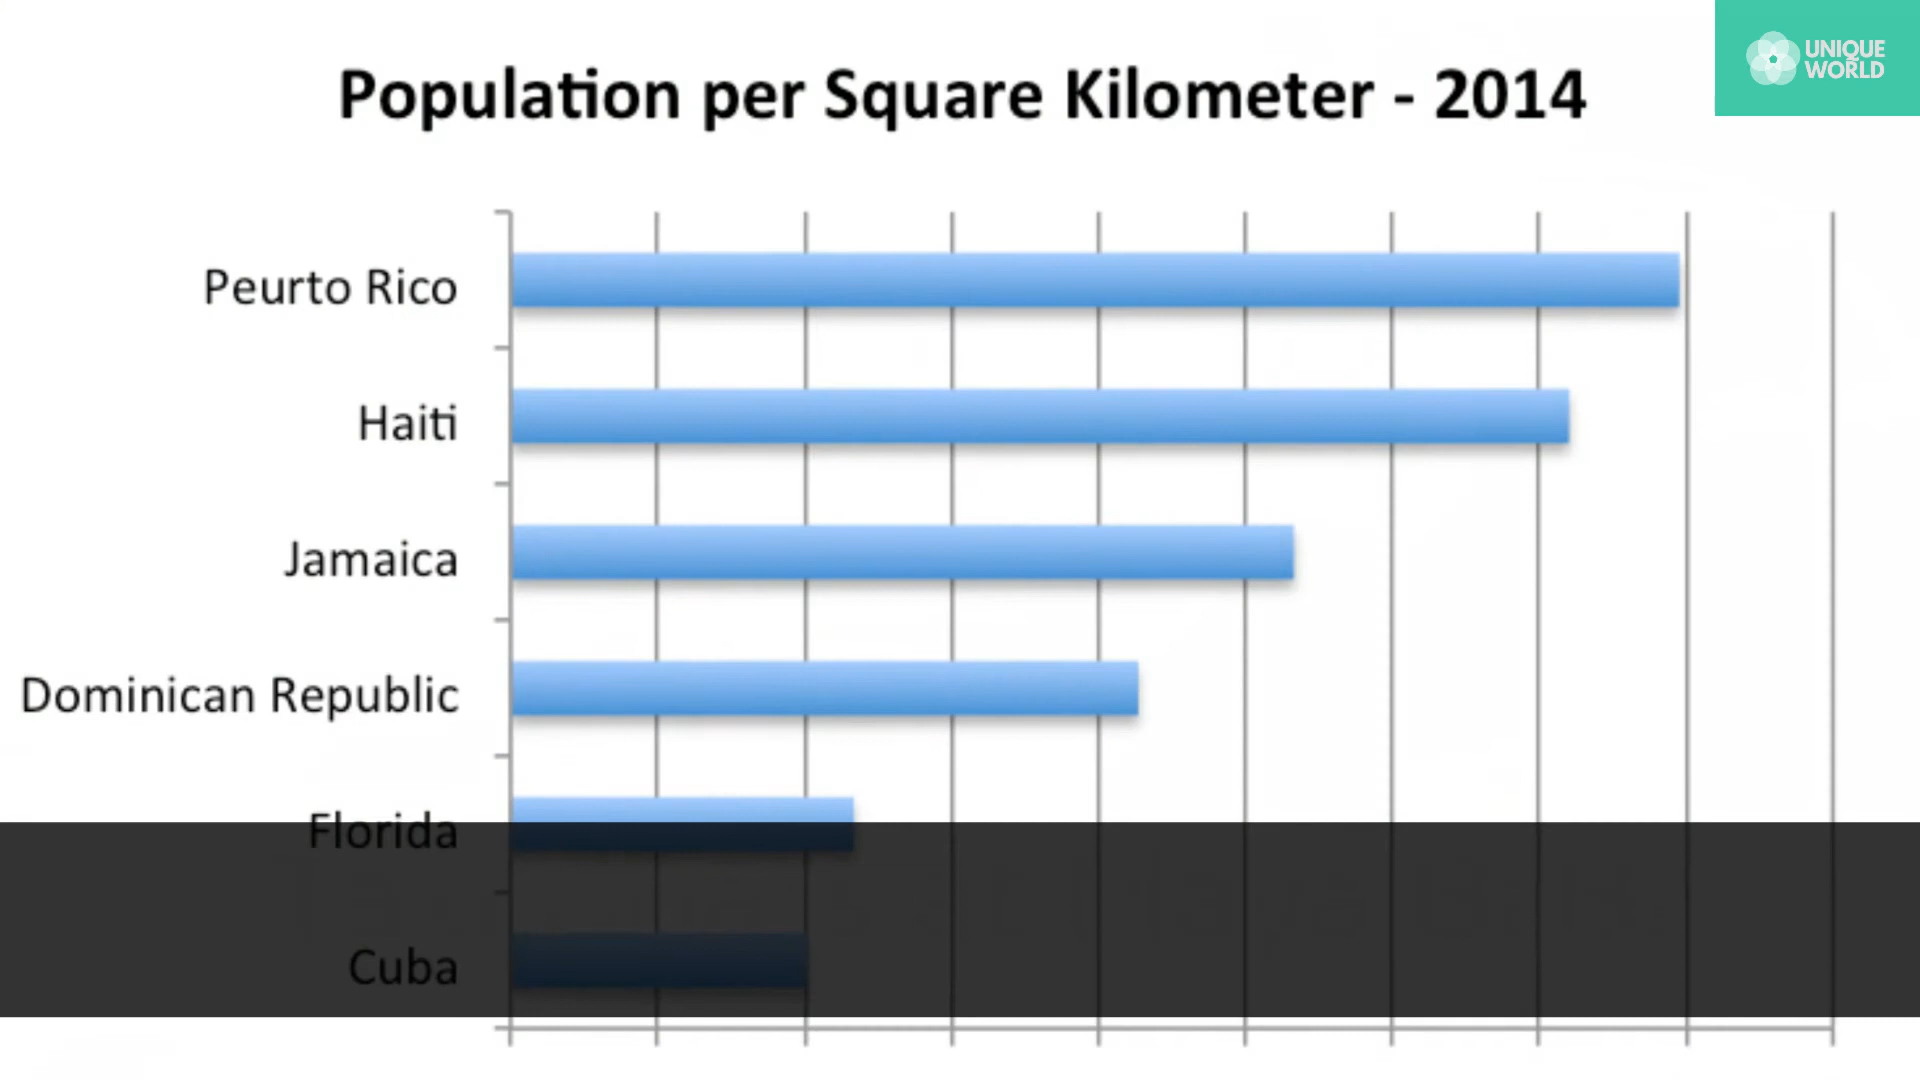 Population per Square Kilometer - 2014
UNIQUE
WORLD
Peurto Rico
Haiti
Jamaica
Dominican Republic
Florida
Cuba